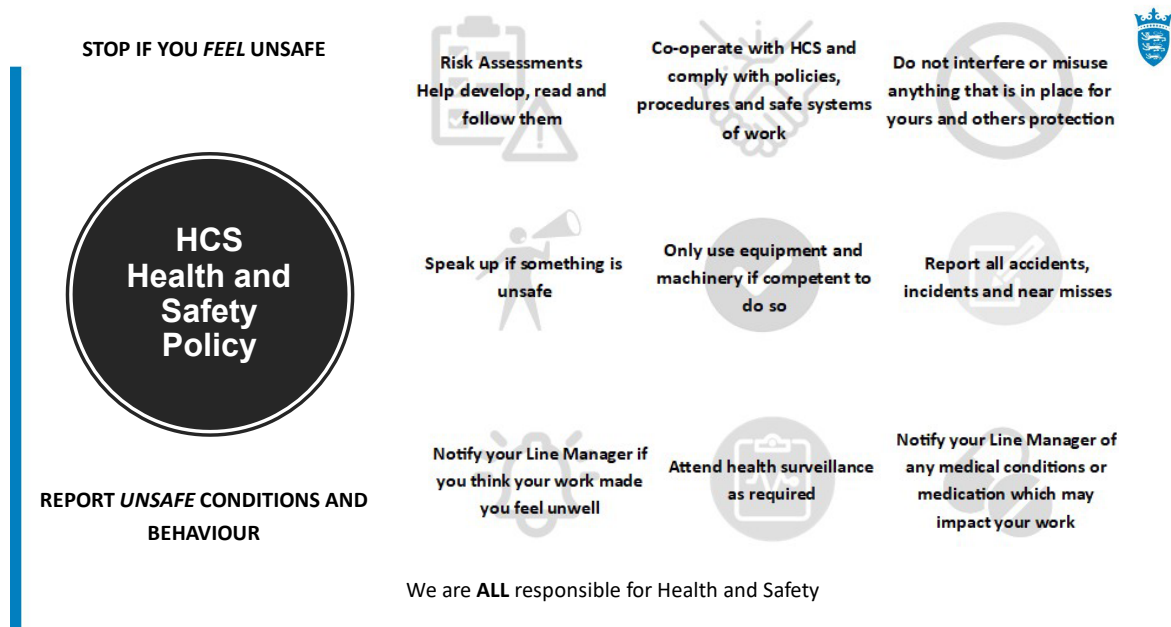 STOP IF YOU FEEL UNSAFE
HCS
Health and
Safety
Policy
REPORT UNSAFE CONDITIONS AND
BEHAVIOUR
Risk Assessments
Help develop, read and
follow them
Co-operate with HCS and
comply with policies,
procedures and safe systems
of work
Do not interfere or misuse
anything that is in place for
yours and others protection
Speak up if something is
unsafe
Only use equipment and
machinery if competent to
do so
Report all accidents,
incidents and near misses
Notify your Line Manager if
you think your work made
you feel unwell
Attend health surveillance
as required
Notify your Line Manager of
any medical conditions or
medication which may
impact your work
We are ALL responsible for Health and Safety